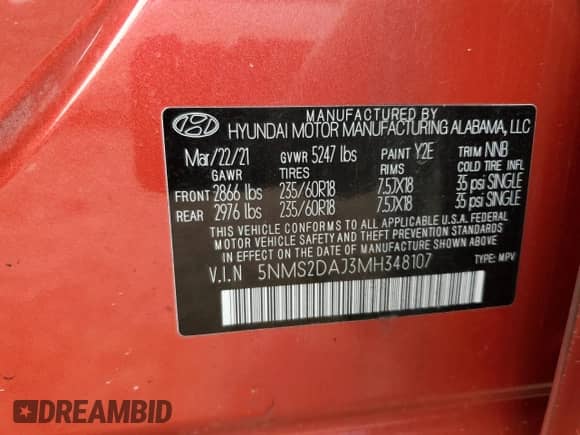 MANUFACTURED BY
HYUNDAI MOTOR MANUFACTURING ALABAMA, LLC
Mar/22/21 GVWR 5247 lbs PAINT Y2E TRIM NNB
GAWR TIRES RIMS COLD TIRE INFL
FRONT 2866 lbs 235/60R18 7.5JX18 35 psi SINGLE
REAR 2976 lbs 235/60R18 7.5JX18 35 psi SINGLE
THIS VEHICLE CONFORMS TO ALL APPLICABLE U.S.A. FEDERAL
MOTOR VEHICLE SAFETY AND THEFT PREVENTION STANDARDS
IN EFFECT ON THE DATE OF MANUFACTURE SHOWN ABOVE
V.I.N 5NMS2DAJ3MH348107 TYPE: MPV
DREAMBID